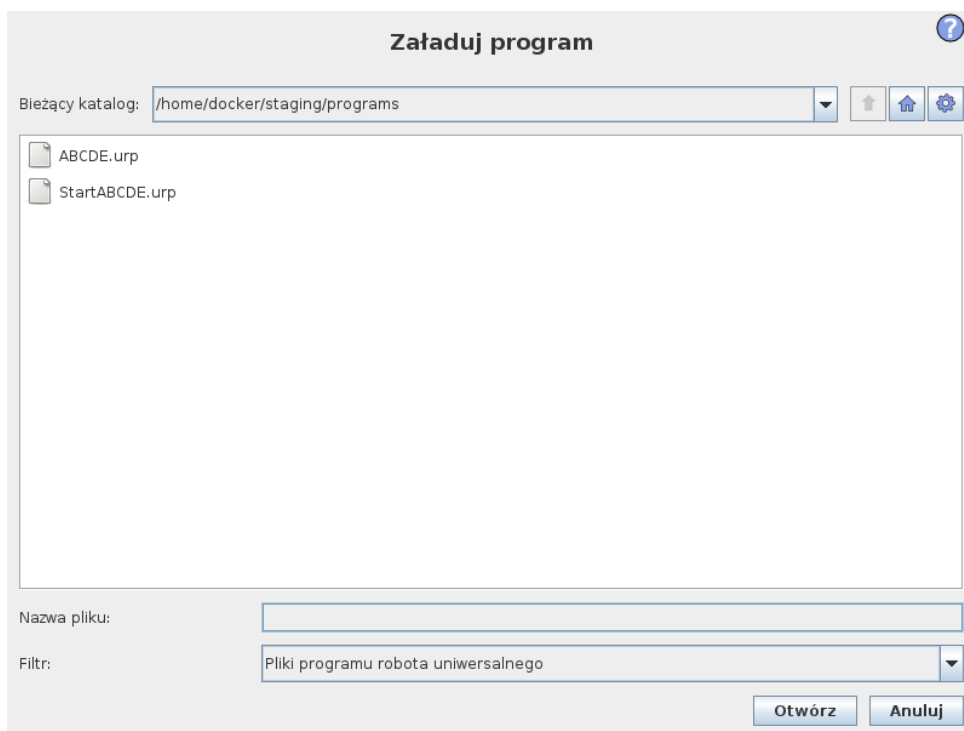 Załaduj program
?
Bieżący katalog: /home/docker/staging/programs
ABCDE.urp
StartABCDE.urp
Nazwa pliku:
Filtr: Pliki programu robota uniwersalnego
Otwórz Anuluj